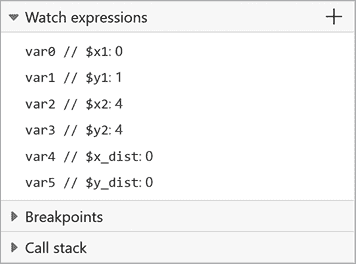 Watch expressions
var0 // $x1: 0
var1 // $y1: 1
var2 // $x2: 4
var3 // $y2: 4
var4 // $x_dist: 0
var5 // $y_dist: 0
Breakpoints
Call stack